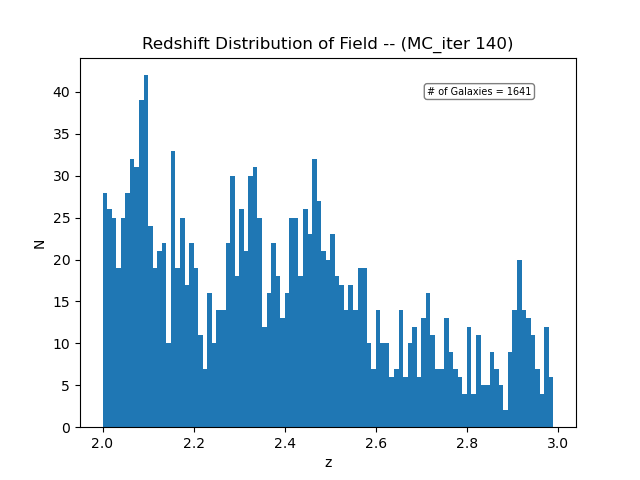 Redshift Distribution of Field -- (MC_iter 140)
# of Galaxies = 1641
40
35
30
25
20
15
10
5
0
N
2.0 2.2 2.4 2.6 2.8 3.0
z